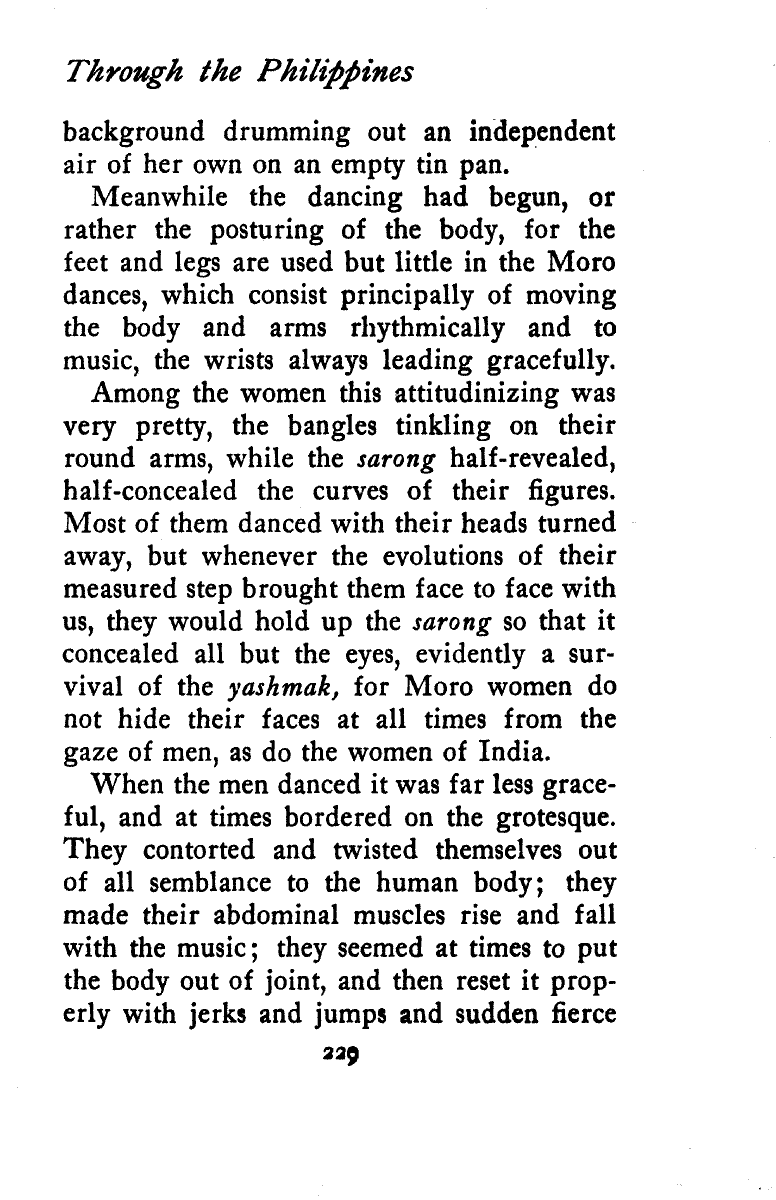 Through the Philippines
background drumming out an independent
air of her own on an empty tin pan.
Meanwhile the dancing had begun, or
rather the posturing of the body, for the
feet and legs are used but little in the Moro
dances, which consist principally of moving
the body and arms rhythmically and to
music, the wrists always leading gracefully.
Among the women this attitudinizing was
very pretty, the bangles tinkling on their
round arms, while the sarong half-revealed,
half-concealed the curves of their figures.
Most of them danced with their heads turned
away, but whenever the evolutions of their
measured step brought them face to face with
us, they would hold up the sarong so that it
concealed all but the eyes, evidently a sur-
vival of the yashmak, for Moro women do
not hide their faces at all times from the
gaze of men, as do the women of India.
When the men danced it was far less grace-
ful, and at times bordered on the grotesque.
They contorted and twisted themselves out
of all semblance to the human body; they
made their abdominal muscles rise and fall
with the music; they seemed at times to put
the body out of joint, and then reset it prop-
erly with jerks and jumps and sudden fierce
229